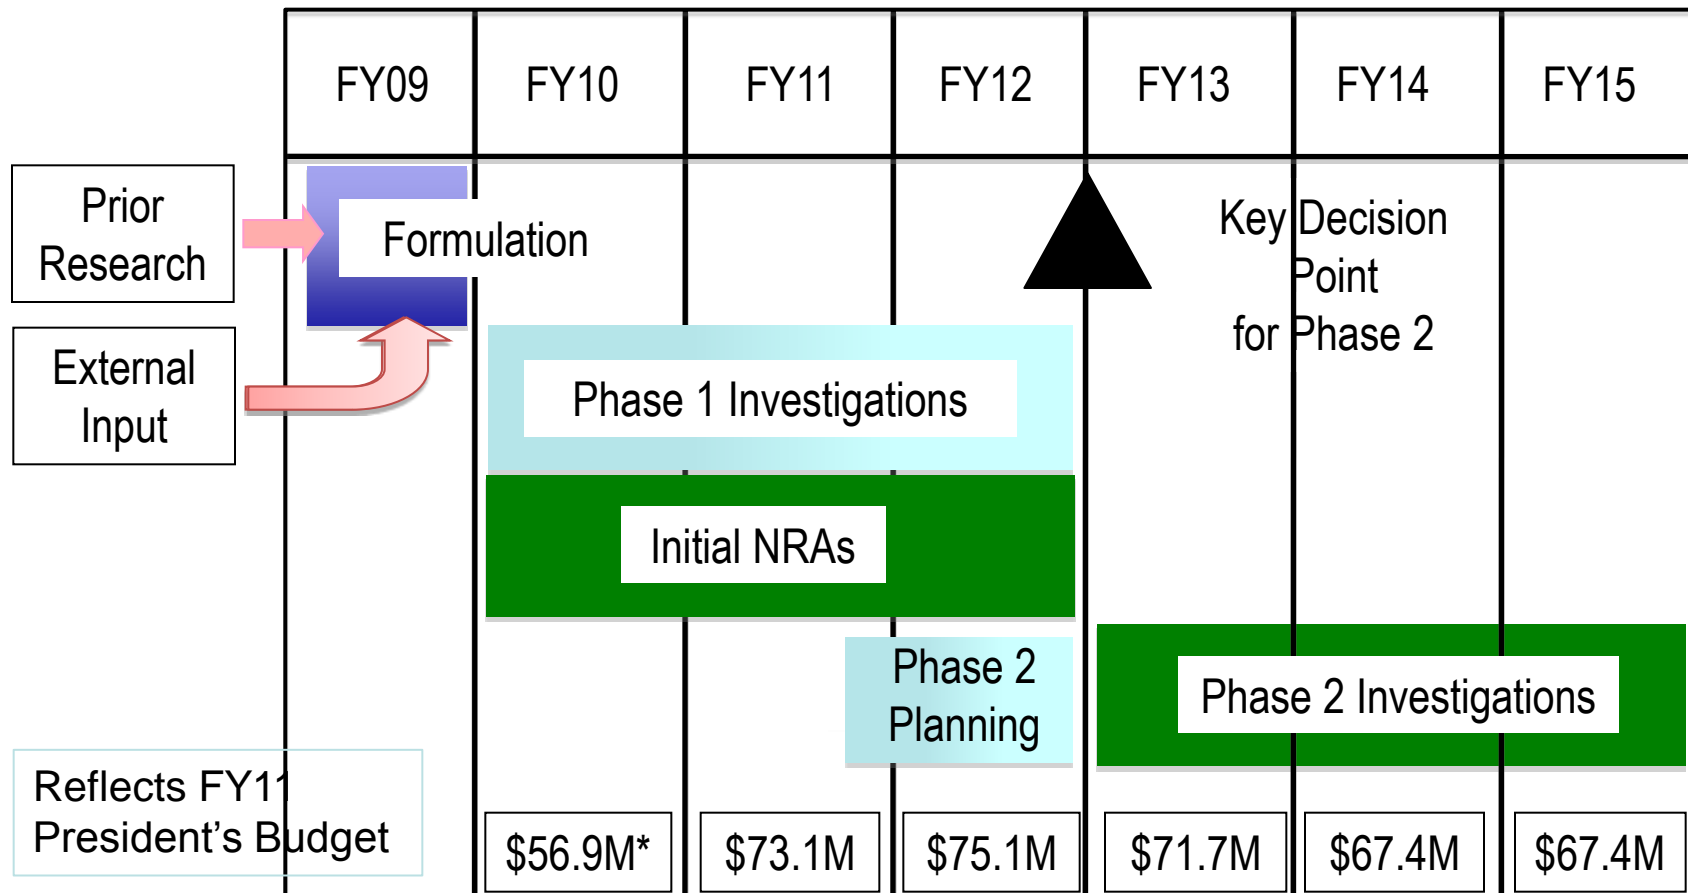 FY09 FY10 FY11 FY12 FY13 FY14 FY15
Prior
Research
External
Input
Formulation
Key Decision
Point
for Phase 2
Phase 1 Investigations
Initial NRAs
Phase 2
Planning
Phase 2 Investigations
Reflects FY11
President’s Budget
$56.9M* $73.1M $75.1M $71.7M $67.4M $67.4M